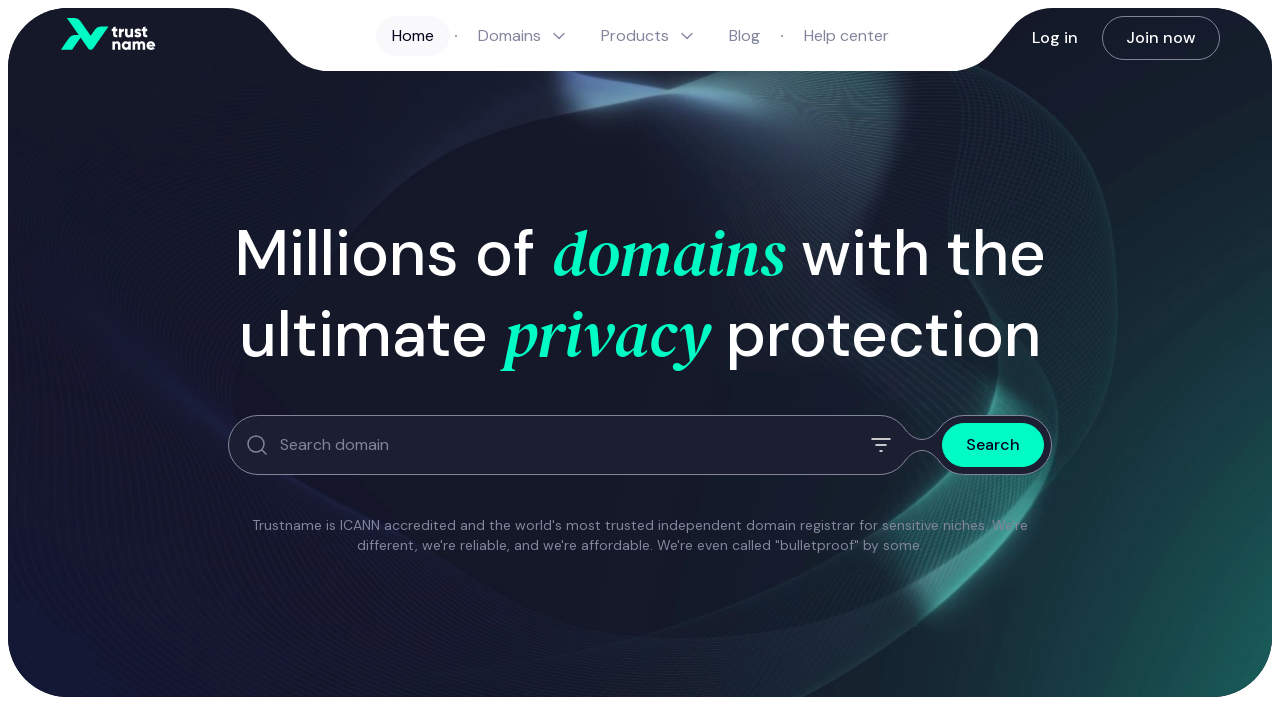 trust
name
Home · Domains Products Blog · Help center
Log in
Join now
Millions of domains with the
ultimate privacy protection
Search domain
Search
Trustname is ICANN accredited and the world's most trusted independent domain registrar for sensitive niches. We're
different, we're reliable, and we're affordable. We're even called "bulletproof" by some.